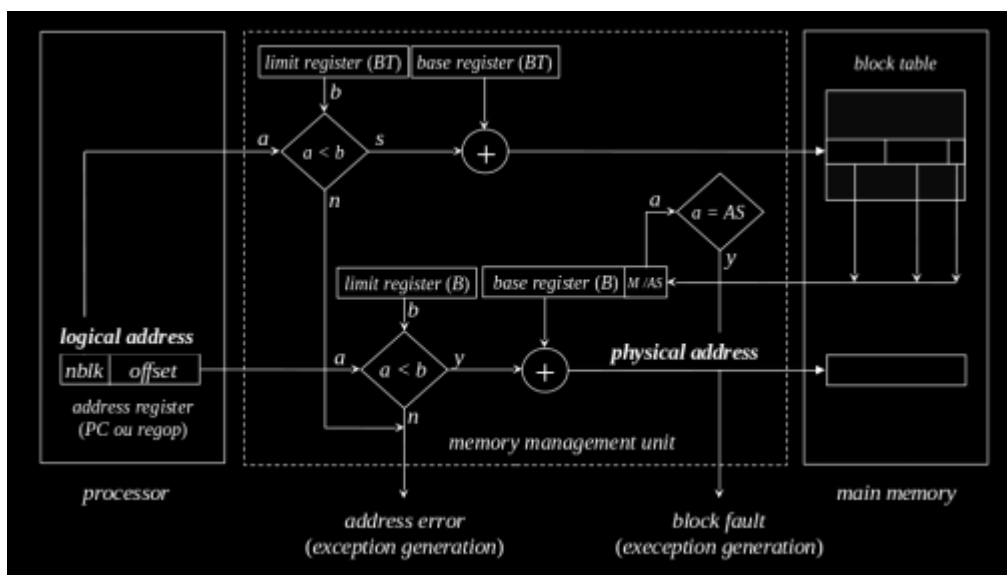 limit register (BT)
base register (BT)
block table
b
a
a < b
s
+
n
a
a = AS
y
limit register (B)
base register (B)
M /AS
b
logical address
nblk
offset
a
a < b
y
+
physical address
address register
(PC ou regop)
n
memory management unit
processor
main memory
address error
(exception generation)
block fault
(exeception generation)